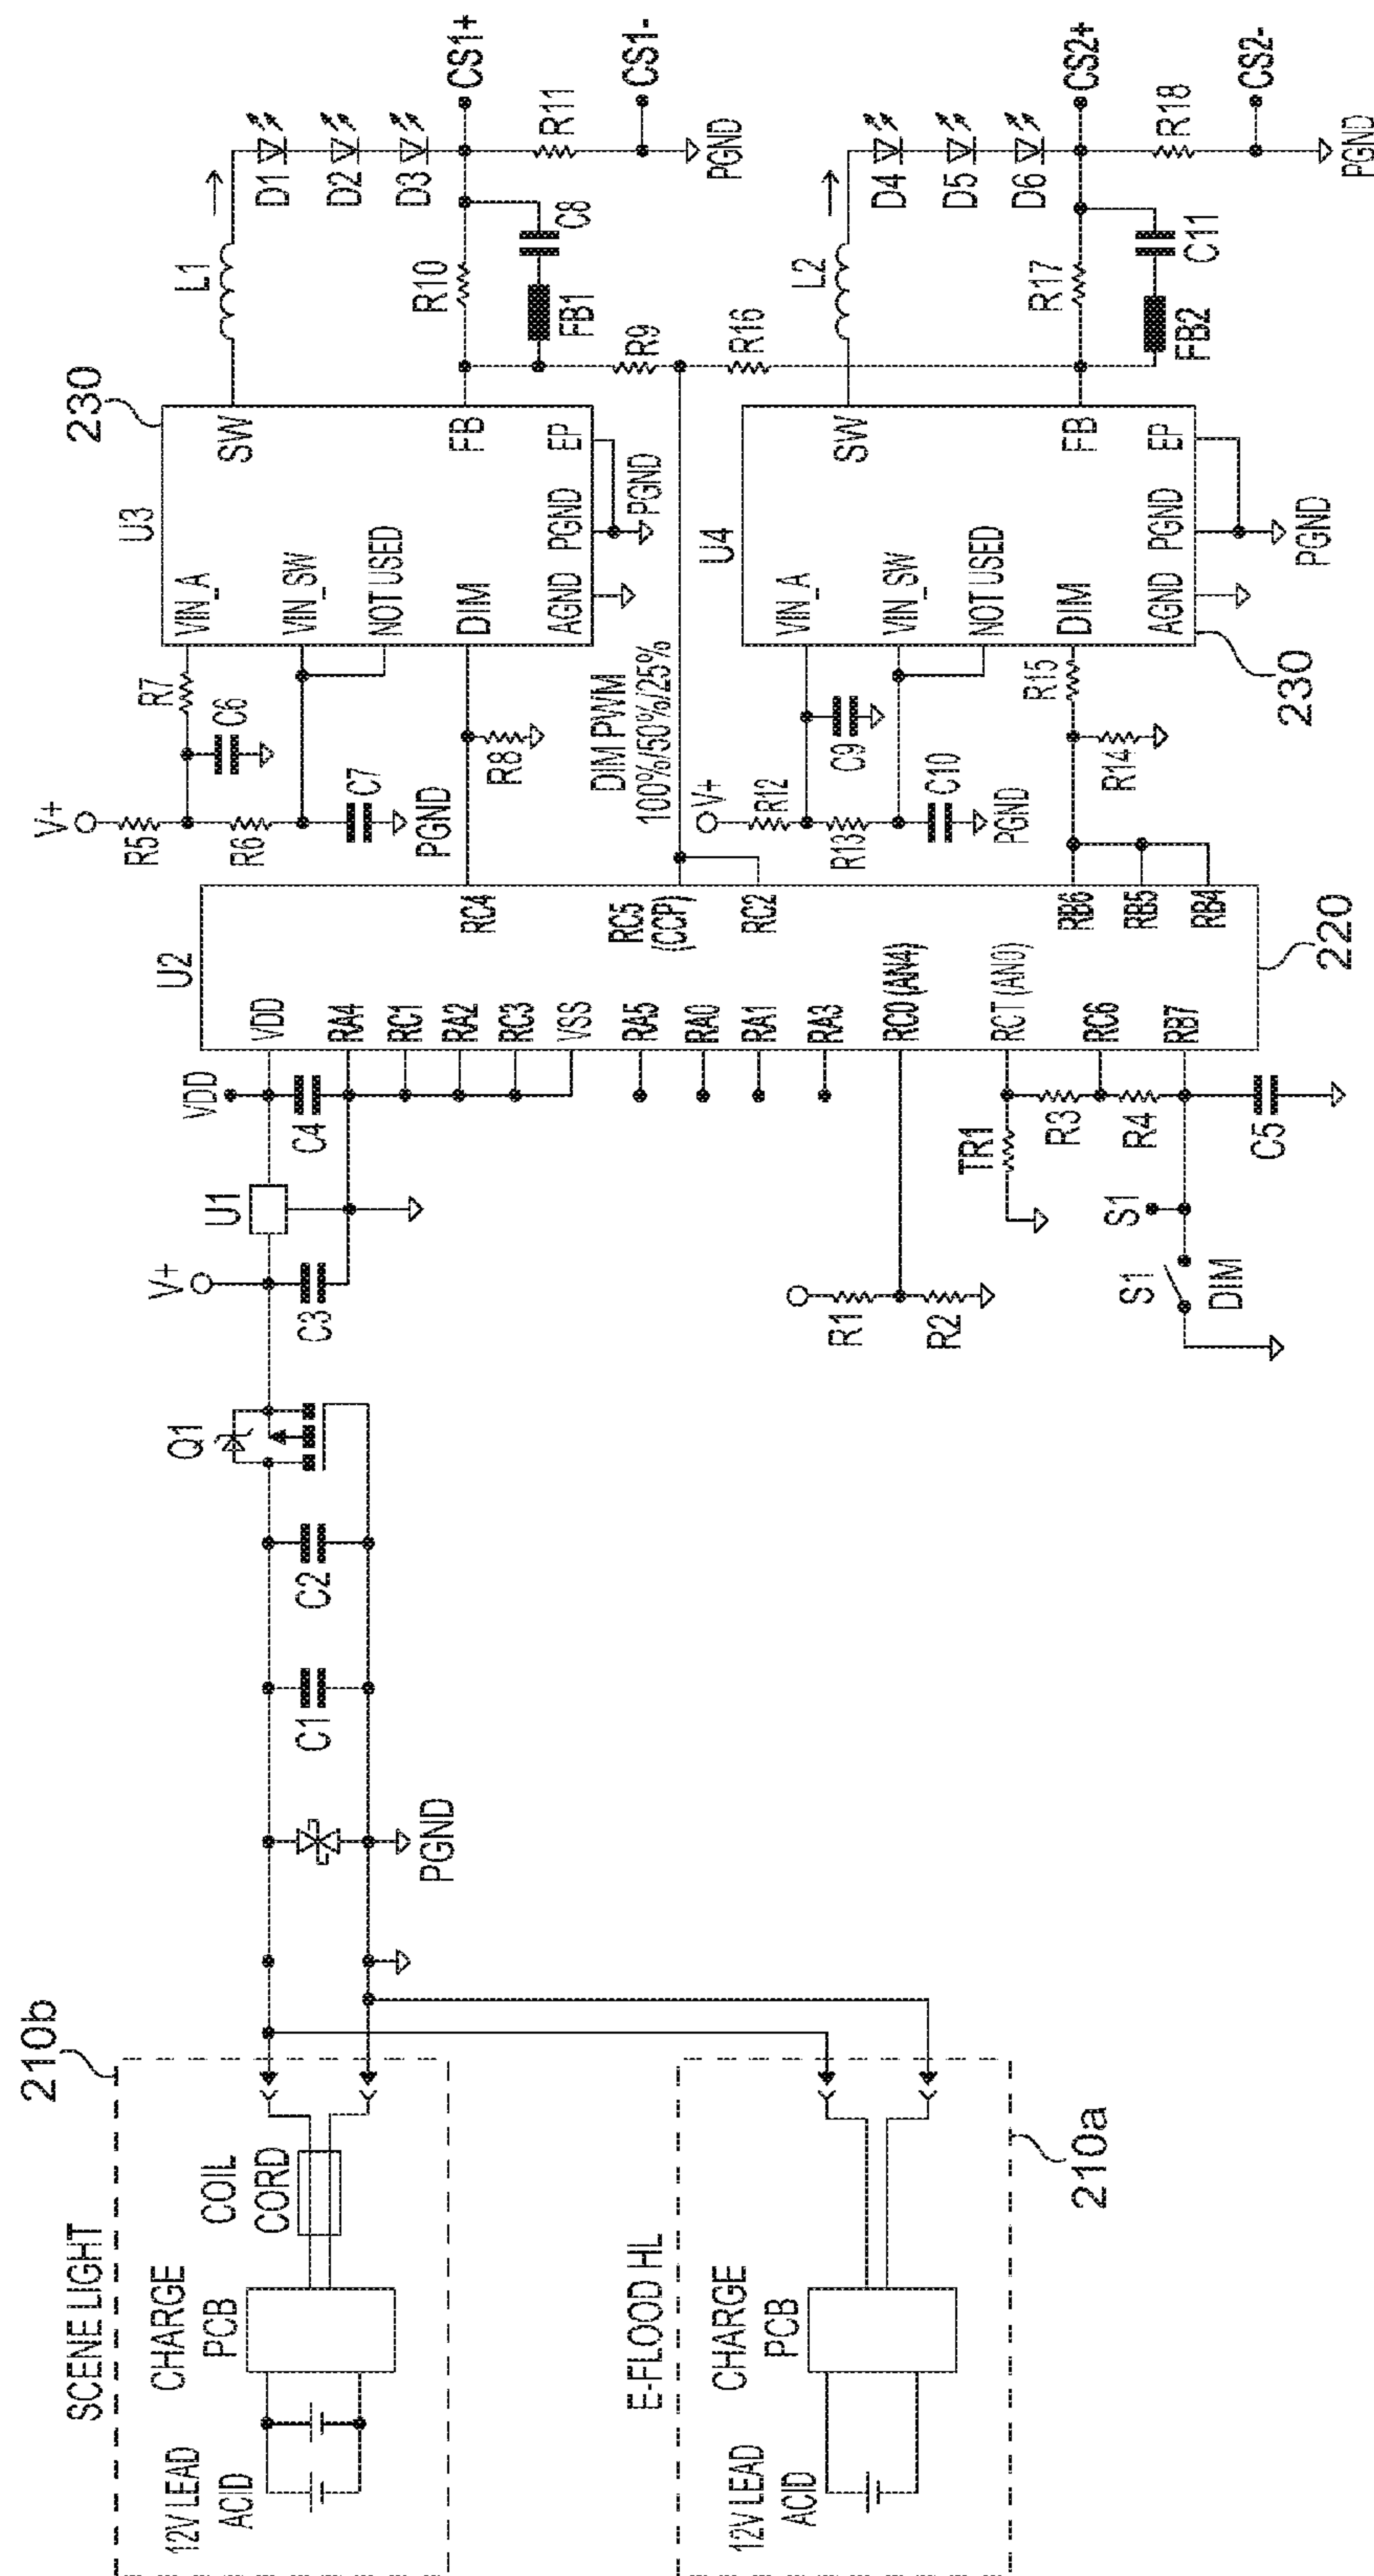 210b
SCENE LIGHT
12V LEAD
ACID
CHARGE
PCB
COIL
CORD
E-FLOOD HL
12V LEAD
ACID
CHARGE
PCB
210a
PGND
C1
C2
Q1
V+
C3
U1
VDD
C4
R1
R2
TR1
R3
R4
S1
S1
DIM
C5
U2
VDD
RA4
RC1
RA2
RC3
VSS
RA5
RA0
RA1
RA3
RC0 (AN4)
RCT (AN0)
RC6
RB7
RC4
RC5
(CCP)
RC2
RB6
RB5
RB4
220
V+
R5
R6
R7
C6
C7
PGND
R8
DIM PWM
100%/50%/25%
V+
R12
R13
C9
C10
PGND
R14
R15
U3
230
VIN_A
VIN_SW
NOT USED
DIM
SW
FB
AGND
PGND
EP
PGND
U4
230
VIN_A
VIN_SW
NOT USED
DIM
SW
FB
AGND
PGND
EP
PGND
L1
D1
D2
D3
R10
FB1
C8
R9
R16
CS1+
R11
CS1-
PGND
L2
D4
D5
D6
R17
FB2
C11
CS2+
R18
CS2-
PGND